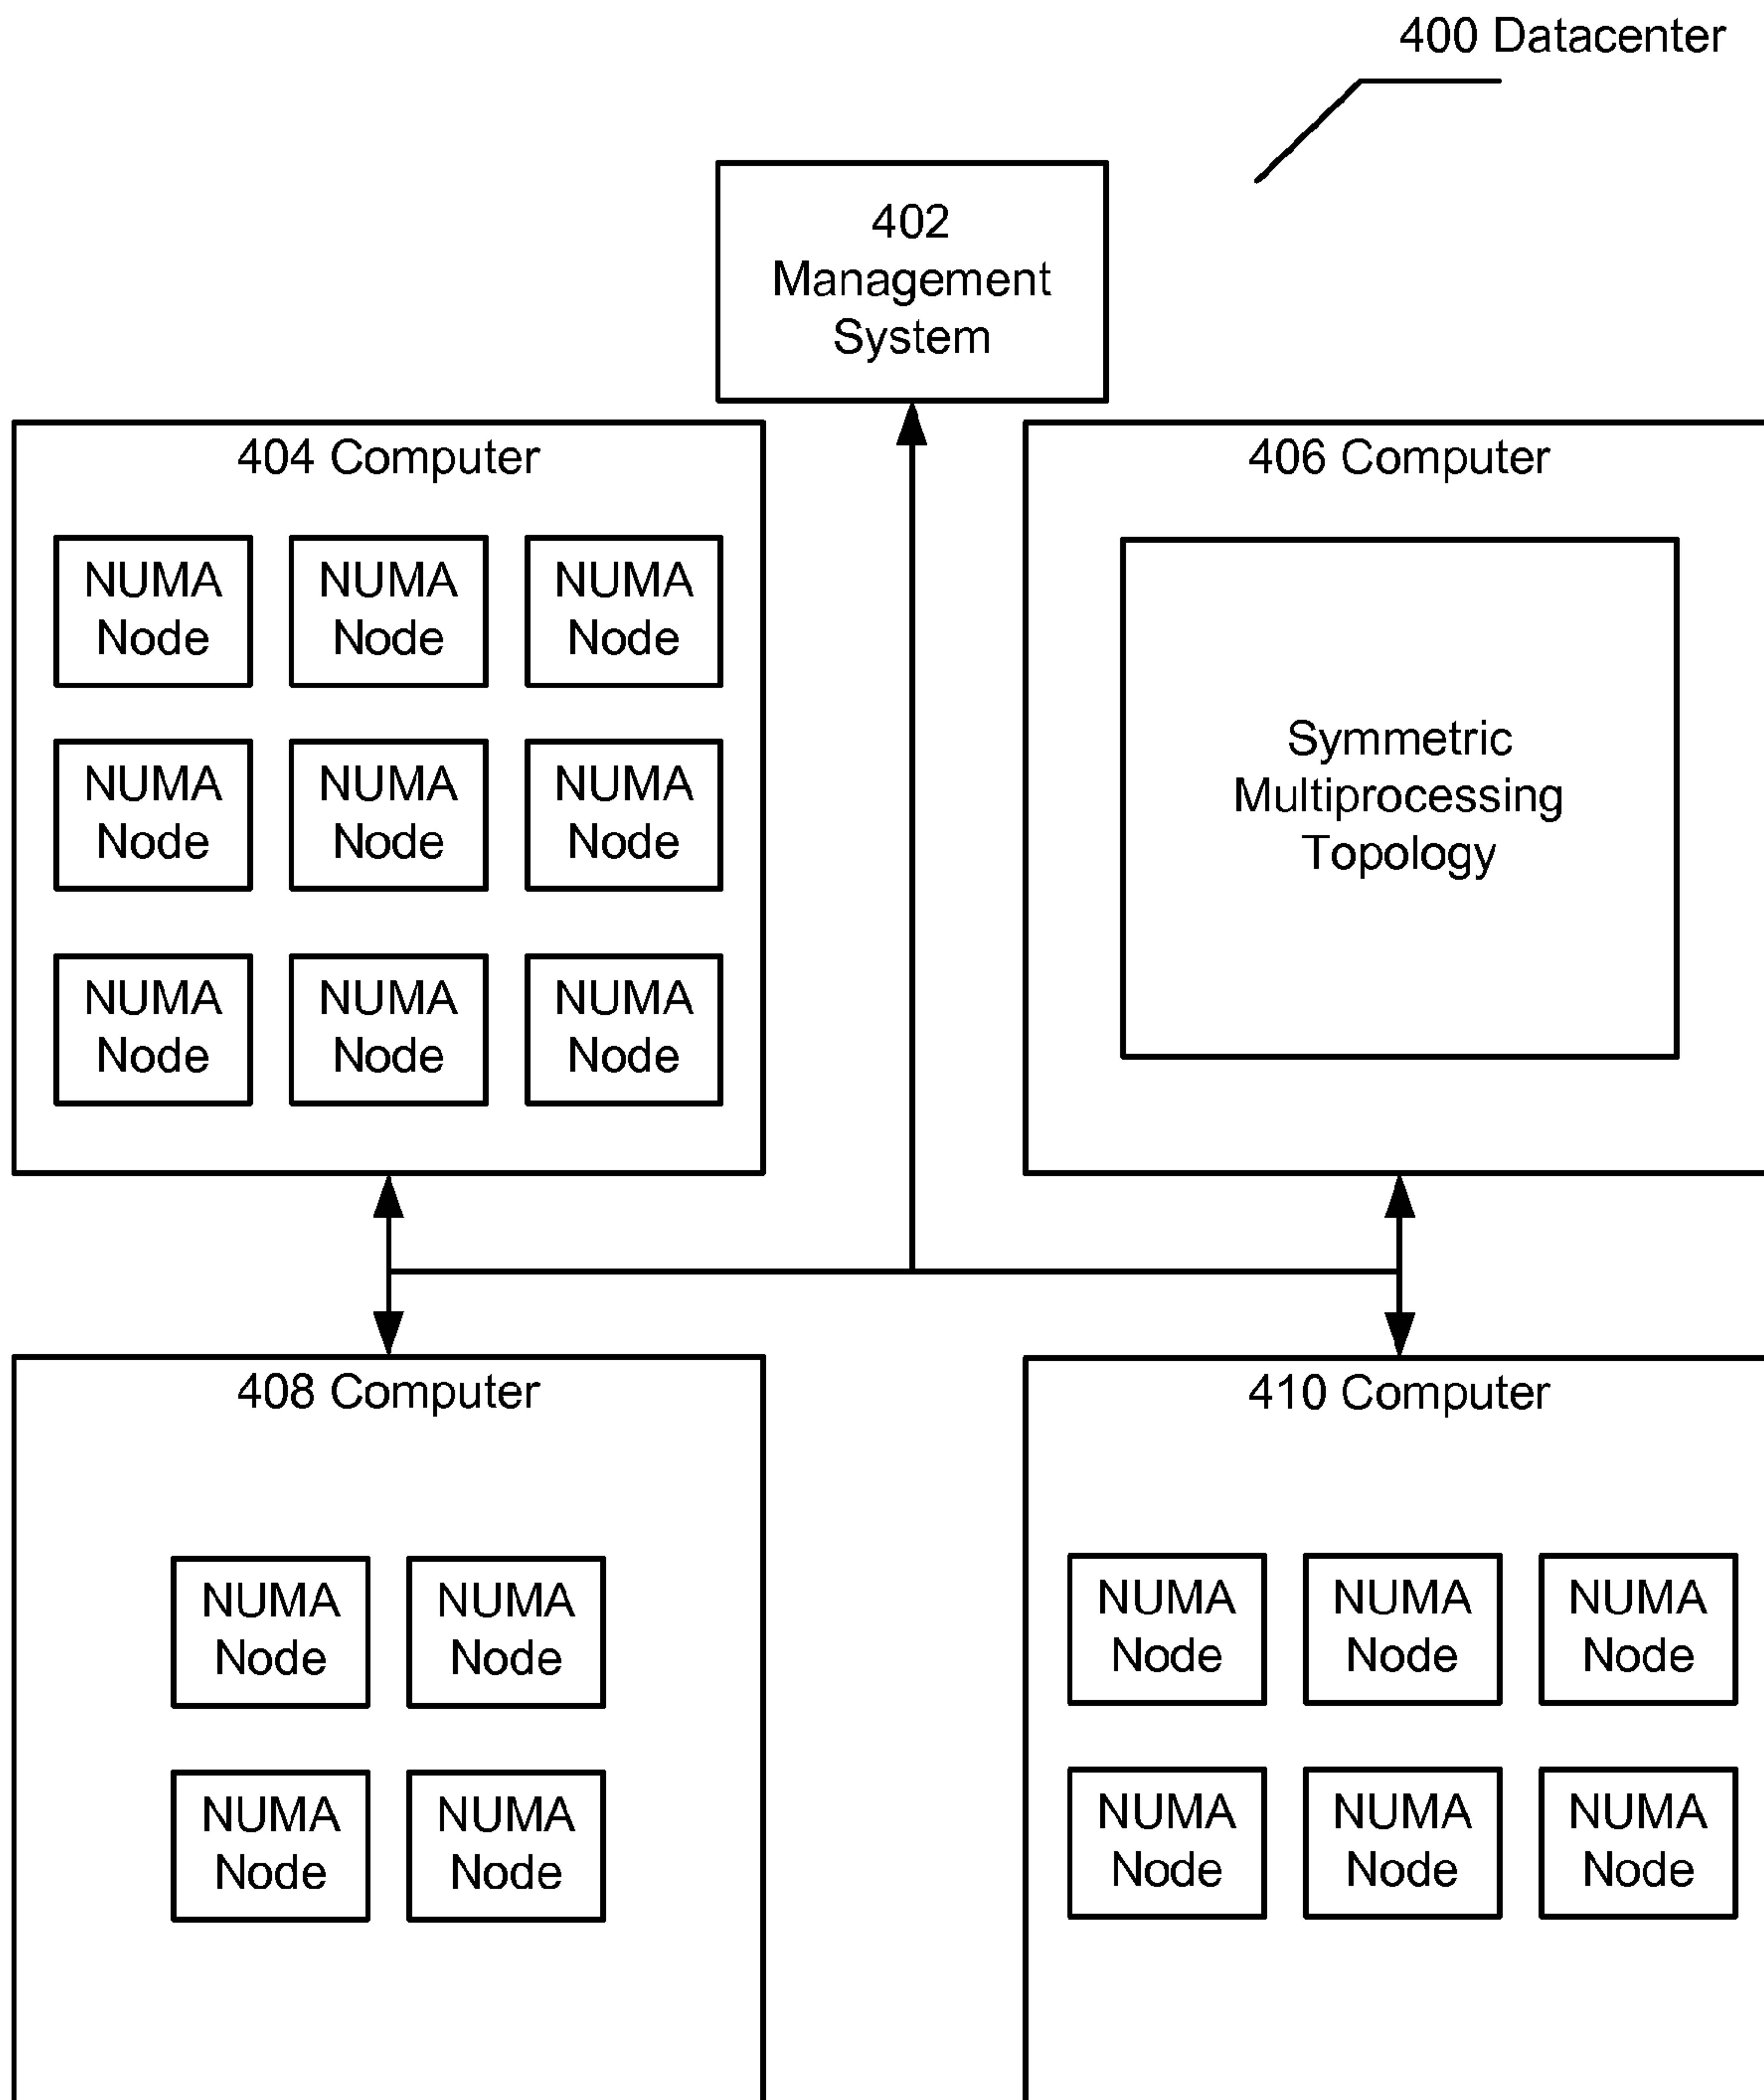 400 Datacenter
402
Management
System
404 Computer
NUMA
Node
NUMA
Node
NUMA
Node
NUMA
Node
NUMA
Node
NUMA
Node
NUMA
Node
NUMA
Node
NUMA
Node
406 Computer
Symmetric
Multiprocessing
Topology
408 Computer
NUMA
Node
NUMA
Node
NUMA
Node
NUMA
Node
410 Computer
NUMA
Node
NUMA
Node
NUMA
Node
NUMA
Node
NUMA
Node
NUMA
Node